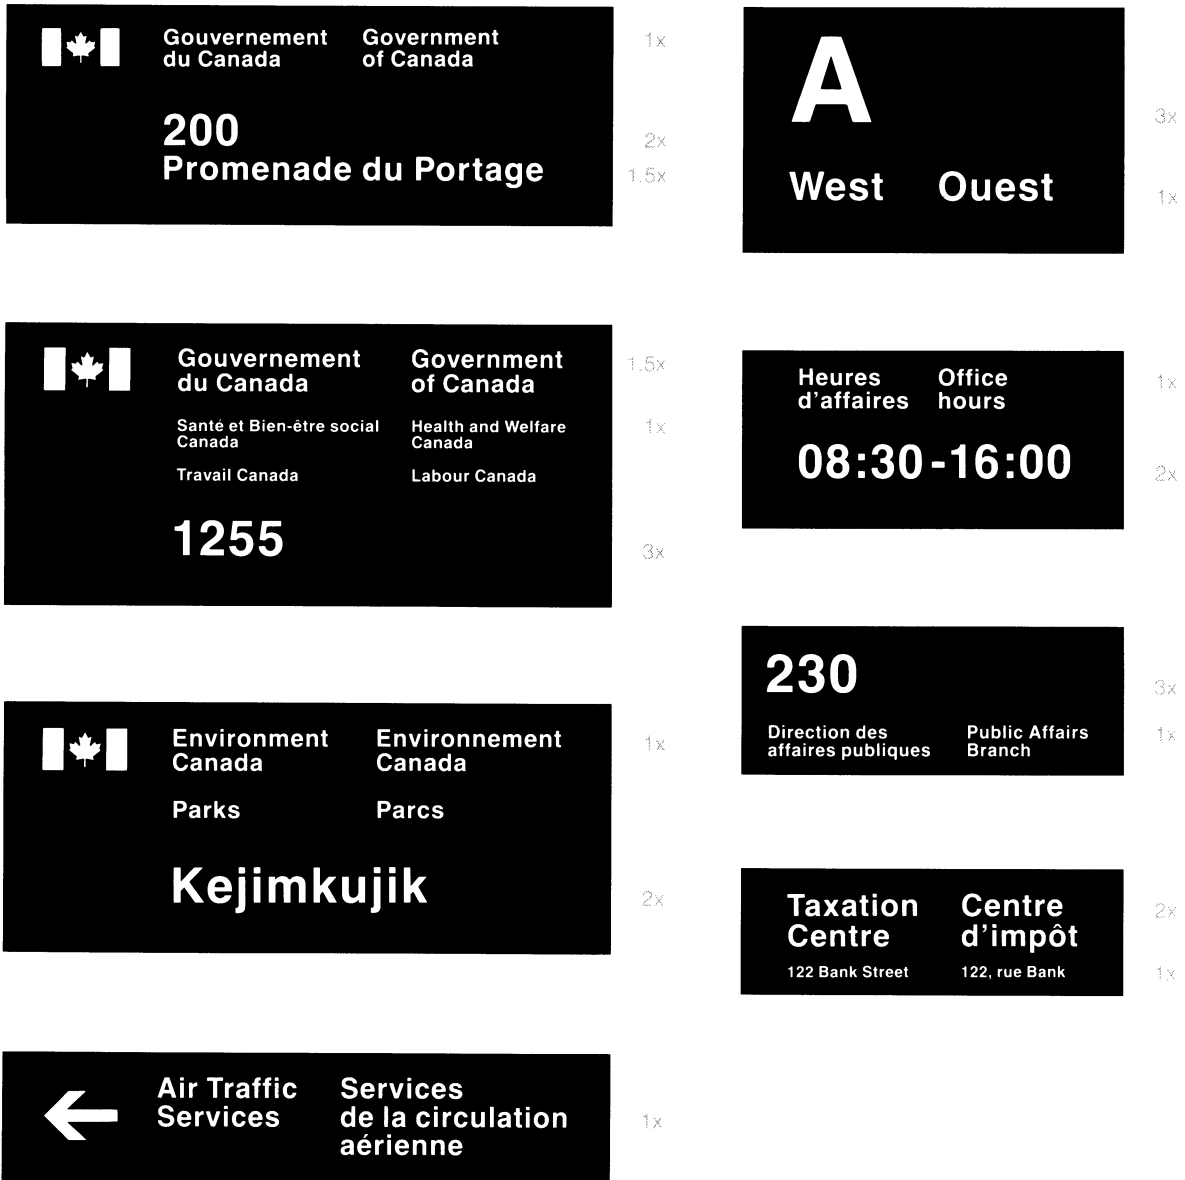 Gouvernement Government
du Canada of Canada
1x
200
2x
Promenade du Portage
1.5x
Gouvernement Government
du Canada of Canada
1.5x
Santé et Bien-être social Health and Welfare
Canada Canada
1x
Travail Canada Labour Canada
1255
3x
Environment Environnement
Canada Canada
1x
Parks Parcs
Kejimkujik
2x
Air Traffic Services
Services de la circulation
aérienne
1x
A
3x
West Ouest
1x
Heures Office
d'affaires hours
1x
08:30-16:00
2x
230
3x
Direction des Public Affairs
affaires publiques Branch
1x
Taxation Centre
Centre d'impôt
2x
122 Bank Street 122, rue Bank
1x